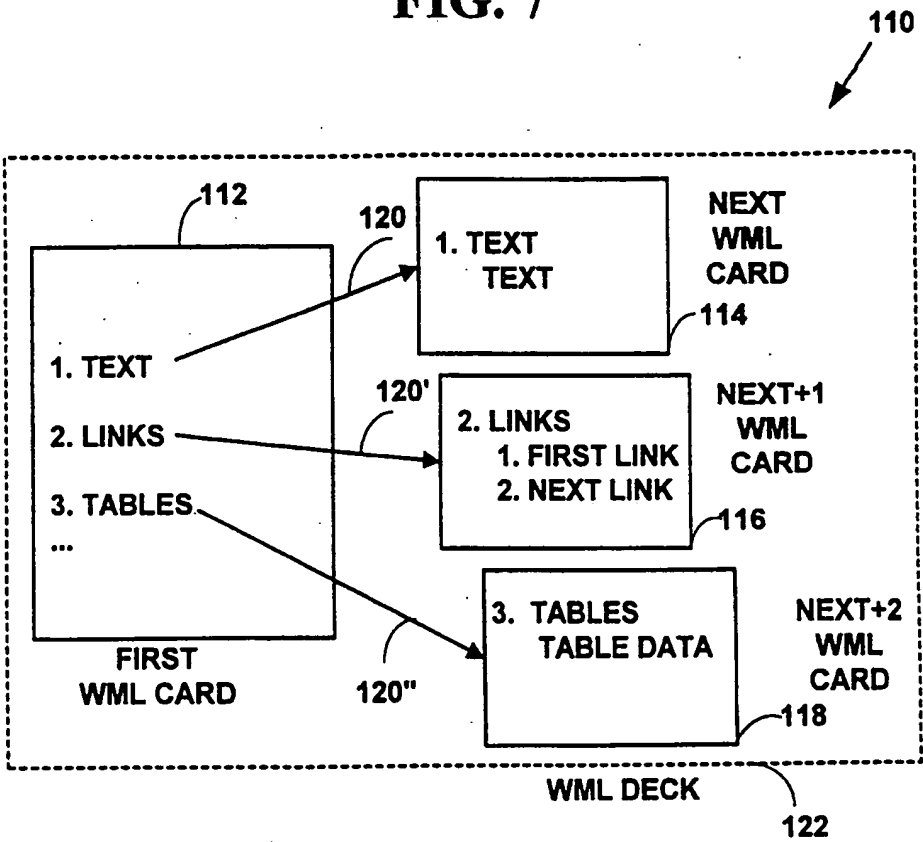 FIG. 7
110
112
120
1. TEXT
2. LINKS
3. TABLES
...
FIRST
WML CARD
1. TEXT
TEXT
NEXT
WML
CARD
114
120'
2. LINKS
1. FIRST LINK
2. NEXT LINK
NEXT+1
WML
CARD
116
120"
3. TABLES
TABLE DATA
NEXT+2
WML
CARD
118
WML DECK
122